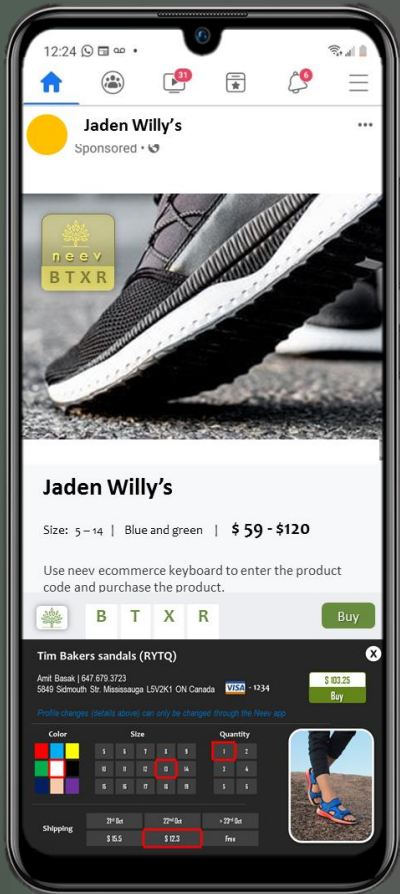 12:24
31
6
Jaden Willy's
Sponsored •
neev
BTXR
Jaden Willy's
Size: 5 – 14 | Blue and green | $ 59 - $120
Use neev ecommerce keyboard to enter the product
code and purchase the product.
B T X R Buy
Tim Bakers sandals (RYTQ) X
Amit Basak | 647.679.3723
5849 Sidmouth Str. Mississauga L5V2K1 ON Canada VISA - 1234
$ 103.25
Buy
Profile changes (details above) can only be changed through the Neev app
Color Size Quantity
5 6 7 8 9 1 2
10 11 12 13 14 3 4
15 16 17 18 19 5 6
Shipping
21st Oct 22nd Oct > 23rd Oct
$ 15.5 $ 12.3 Free